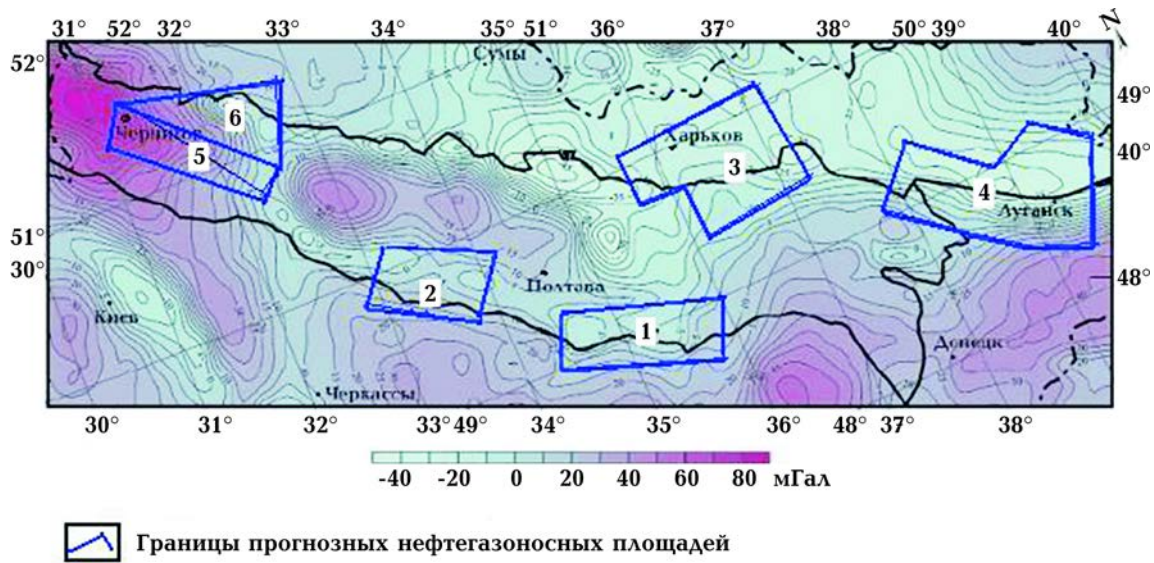 31° 52° 32° 33° 34° 35° 51° 36° 37° 38° 50° 39° 40° N
52° Сумы
49°
Чернигов 6 Харьков 40°
5 3
4
Луганск
51°
30° 48°
2 Полтава
Киев 1
Донецк
Черкассы
30° 31° 32° 33° 49° 34° 35° 36° 48° 37° 38°
-40 -20 0 20 40 60 80 мГал
Границы прогнозных нефтегазоносных площадей